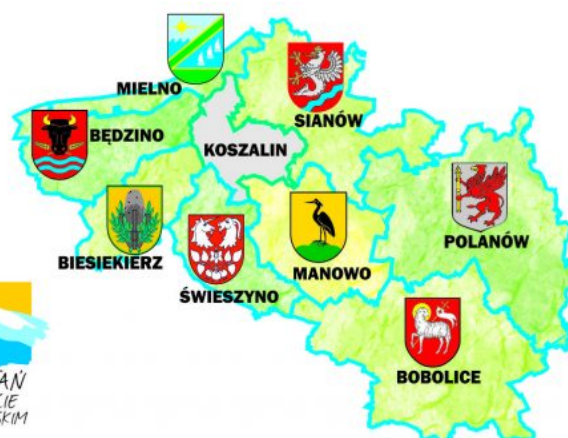 MIELNO
SIANÓW
BĘDZINO
KOSZALIN
POLANÓW
BIESIEKIERZ
MANOWO
ŚWIESZYNO
BOBOLICE